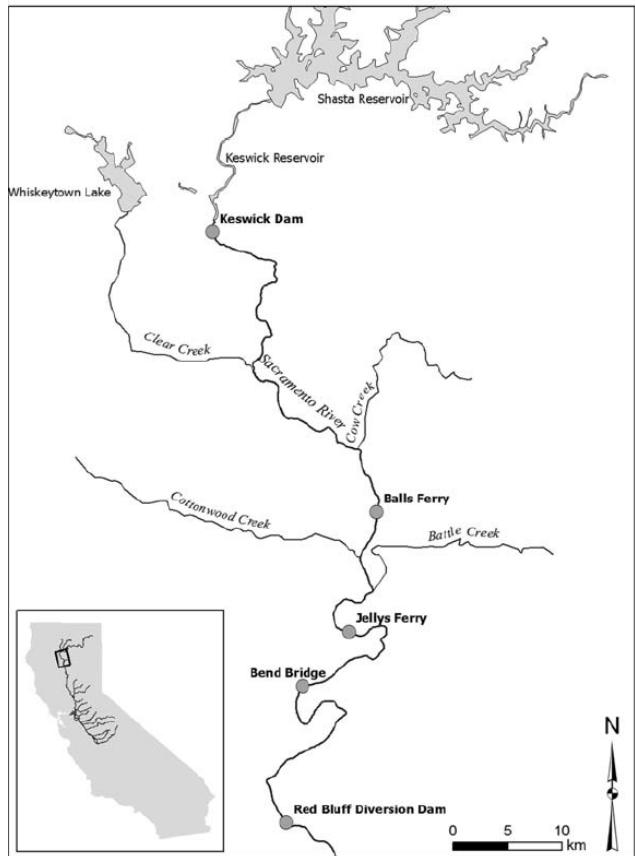 Shasta Reservoir
Keswick Reservoir
Whiskeytown Lake
Keswick Dam
Clear Creek
Sacramento River
Cow Creek
Balls Ferry
Cottonwood Creek
Battle Creek
Jellys Ferry
Bend Bridge
N
Red Bluff Diversion Dam
0 5 10
km